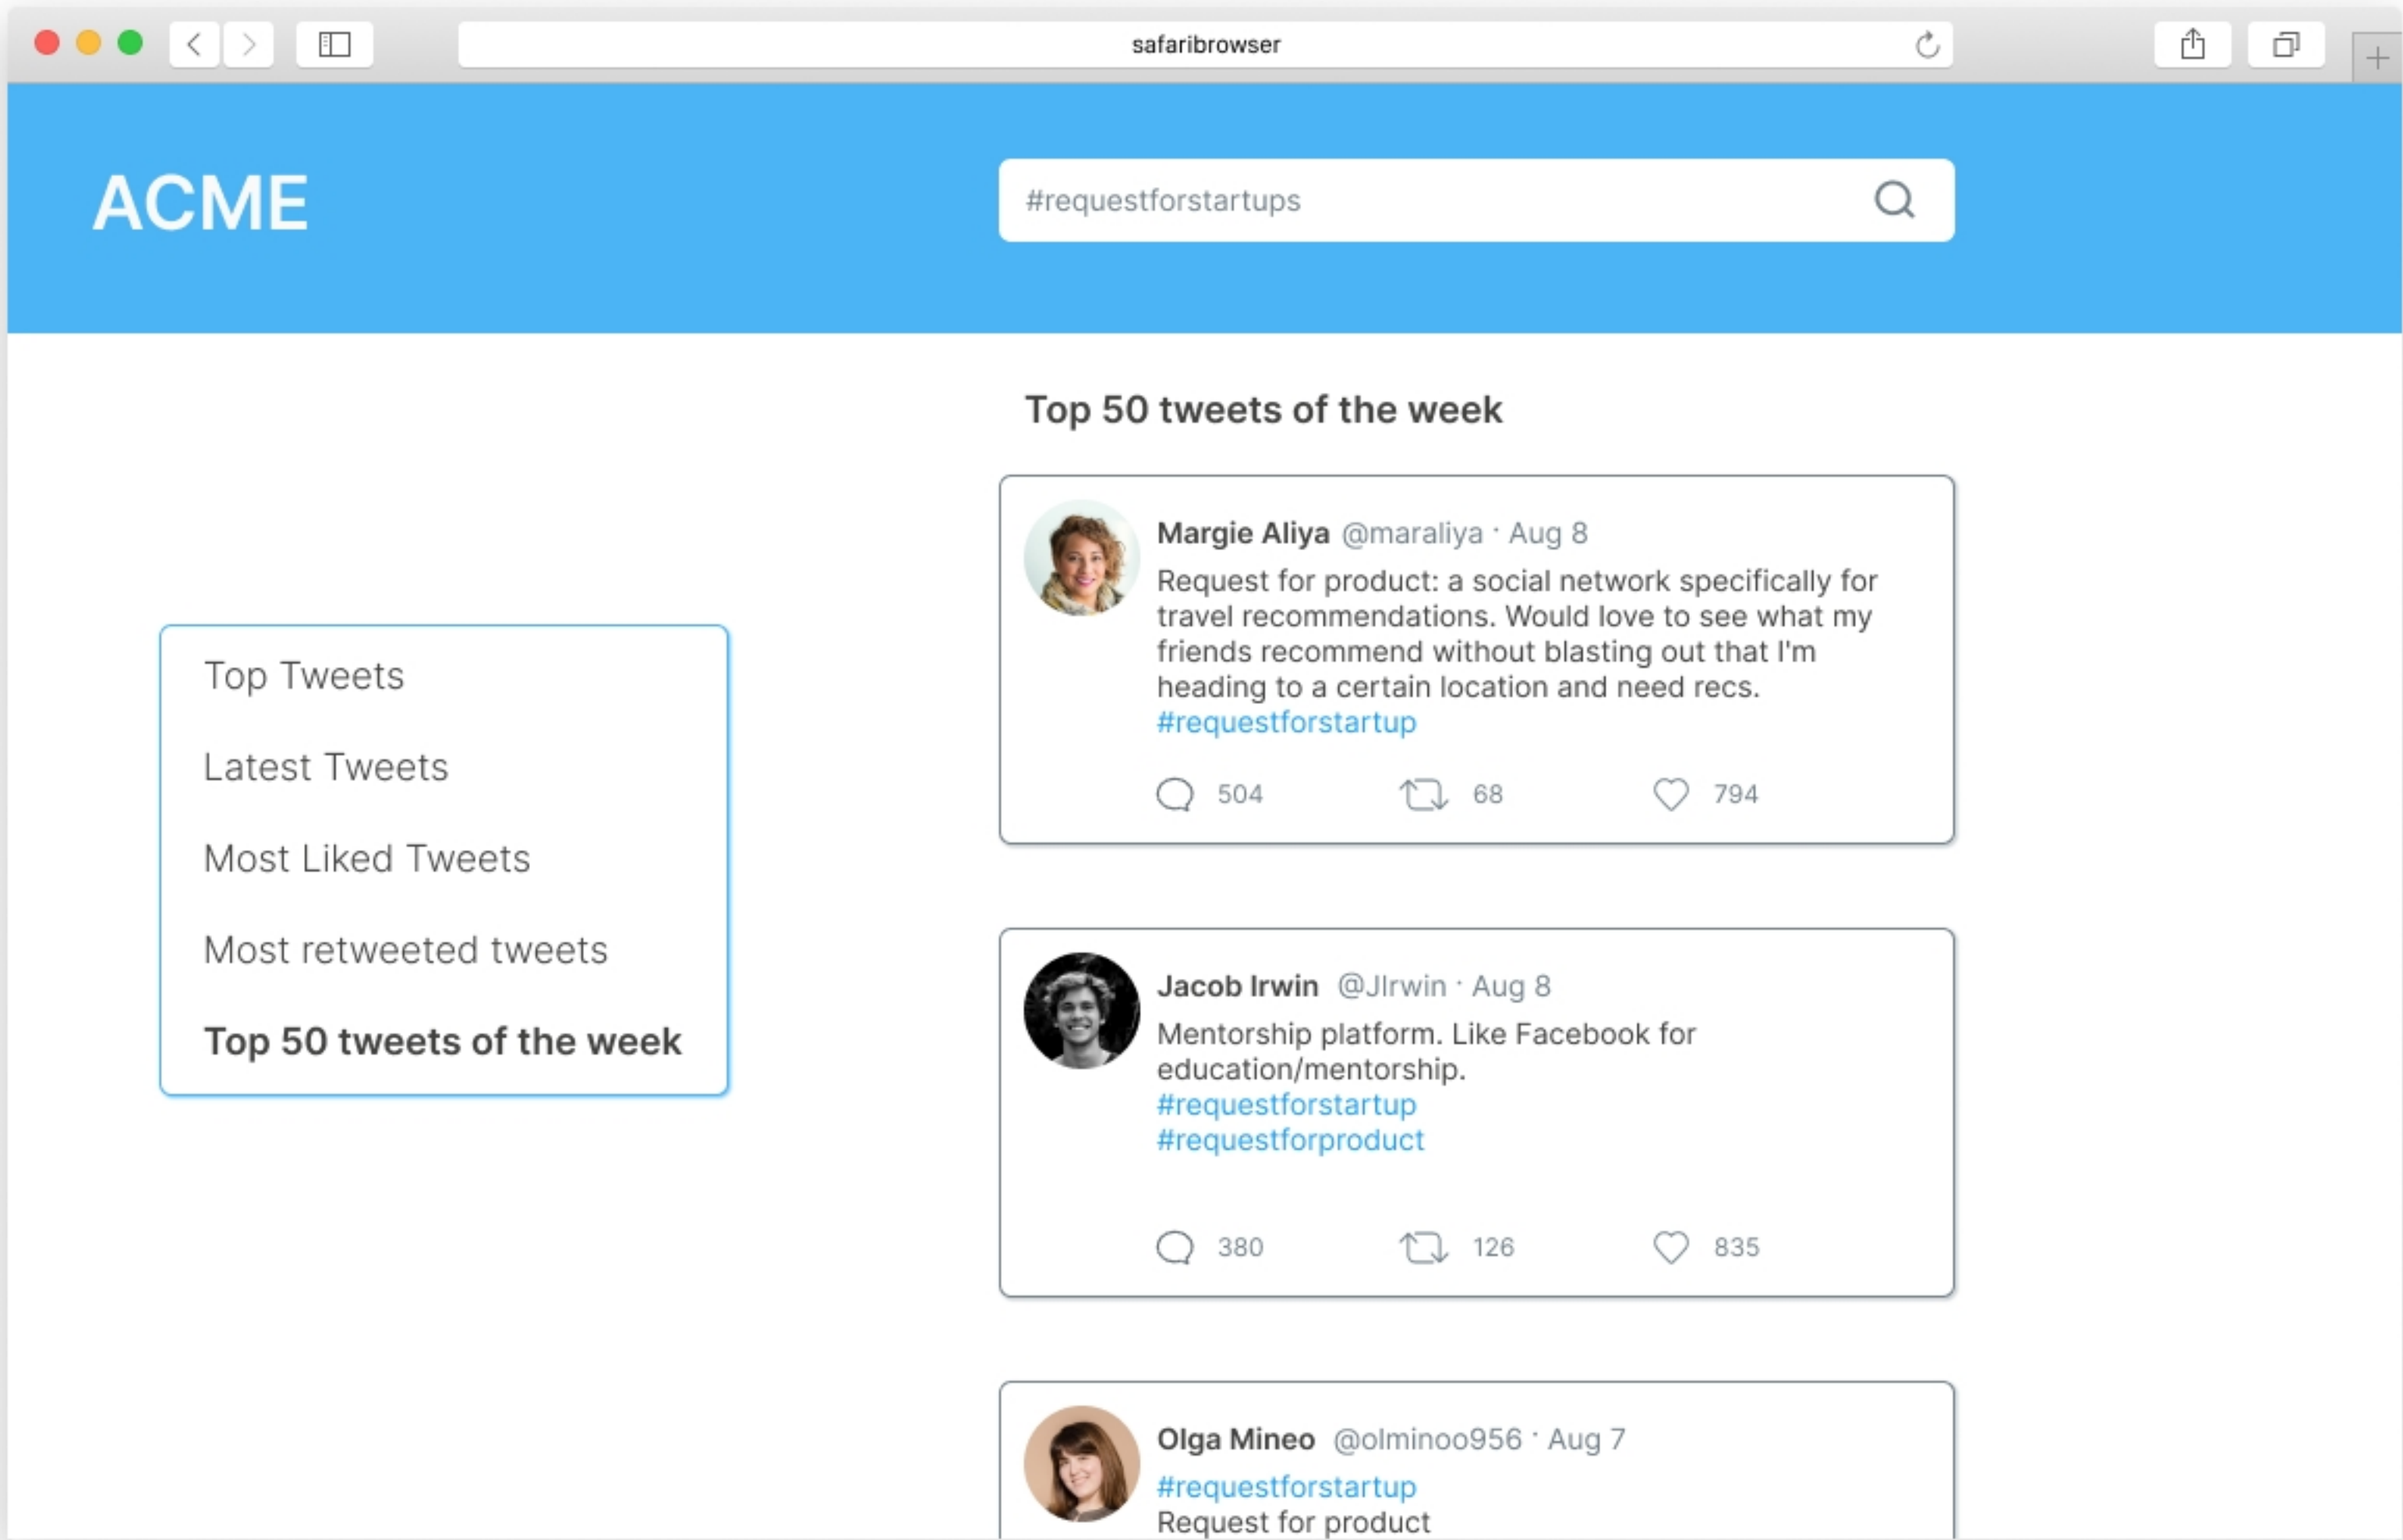 safaribrowser
ACME
#requestforstartups
Top 50 tweets of the week
Top Tweets
Latest Tweets
Most Liked Tweets
Most retweeted tweets
Top 50 tweets of the week
Margie Aliya @maraliya · Aug 8
Request for product: a social network specifically for
travel recommendations. Would love to see what my
friends recommend without blasting out that I'm
heading to a certain location and need recs.
#requestforstartup
504 68 794
Jacob Irwin @JIrwin · Aug 8
Mentorship platform. Like Facebook for
education/mentorship.
#requestforstartup
#requestforproduct
380 126 835
Olga Mineo @olminoo956 · Aug 7
#requestforstartup
Request for product